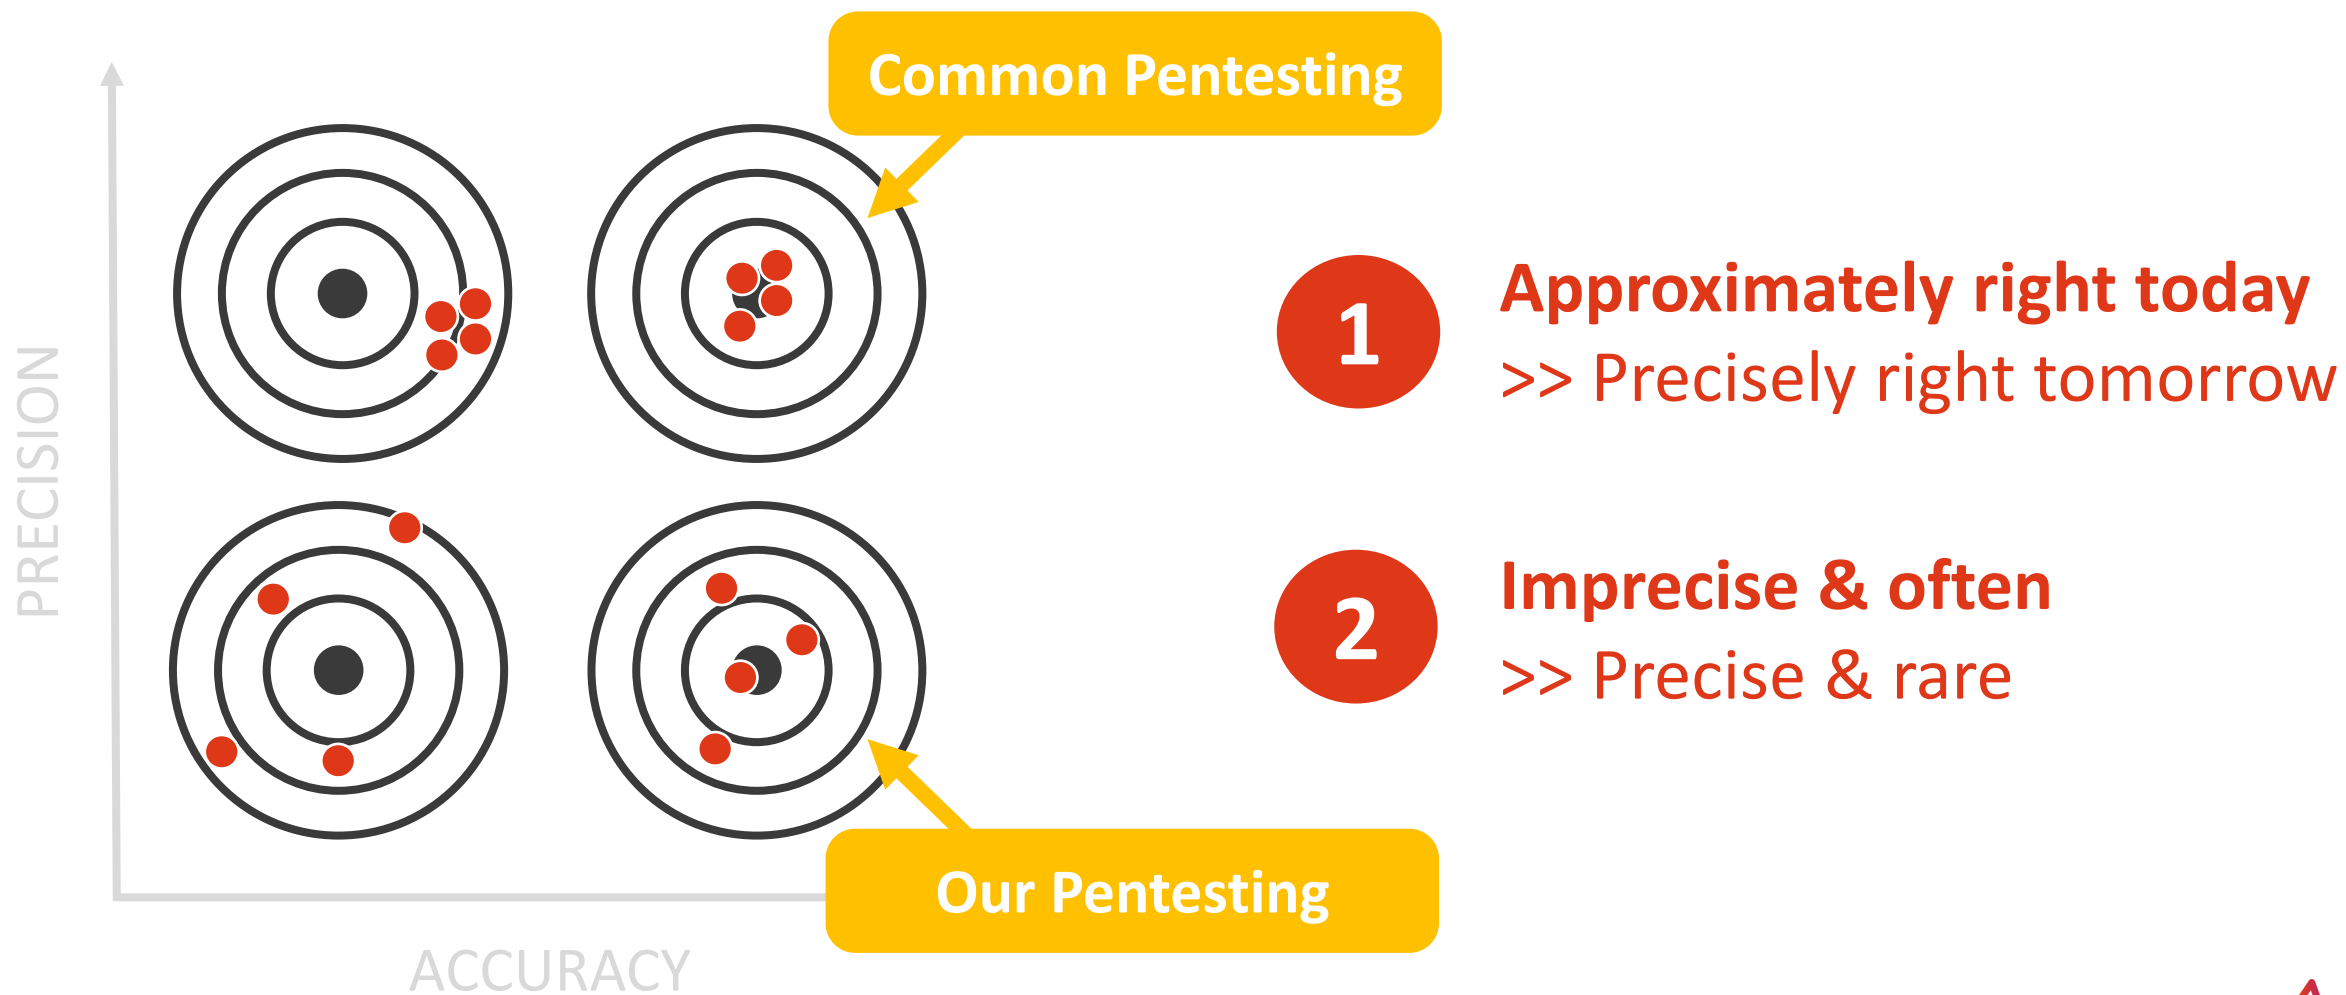 Common Pentesting
PRECISION
1
Approximately right today
>> Precisely right tomorrow
2
Imprecise & often
>> Precise & rare
Our Pentesting
ACCURACY